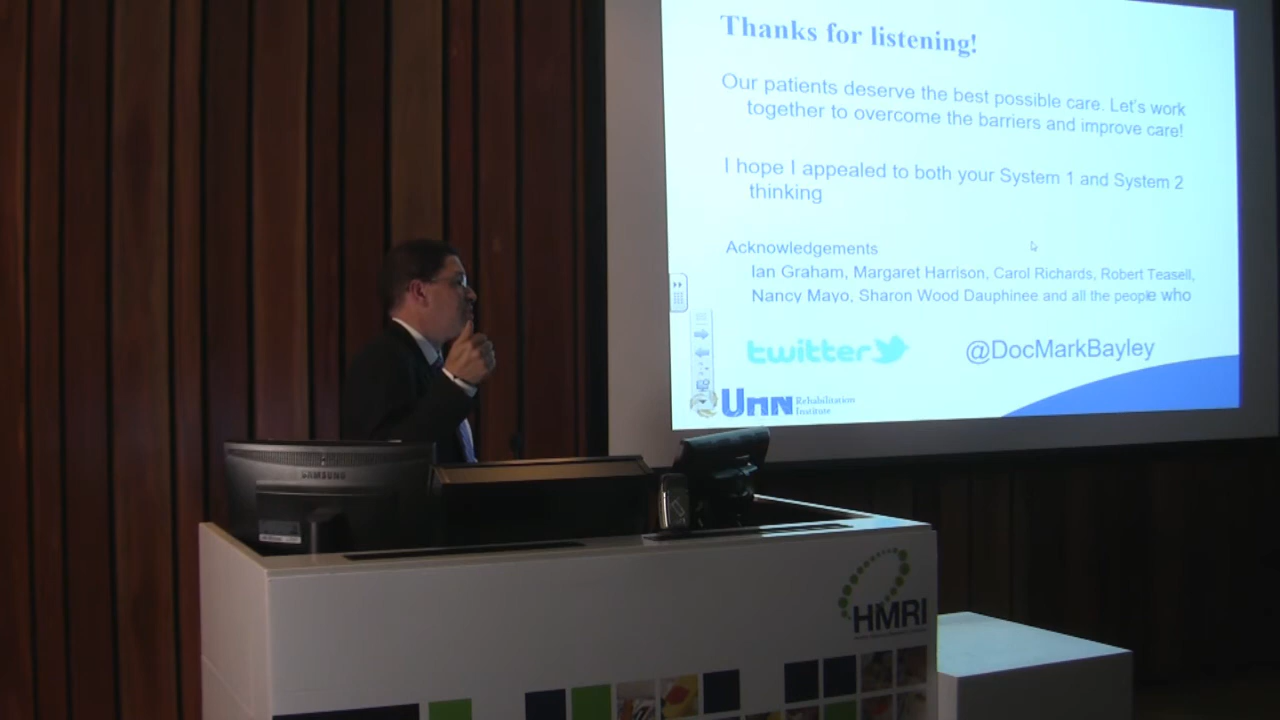 Thanks for listening!
Our patients deserve the best possible care. Let's work
together to overcome the barriers and improve care!
I hope I appealed to both your System 1 and System 2
thinking
Acknowledgements
Ian Graham, Margaret Harrison, Carol Richards, Robert Teasell,
Nancy Mayo, Sharon Wood Dauphinee and all the people who
twitter
@DocMarkBayley
Rehabilitation
Institute
SAMSUNG
HMRI